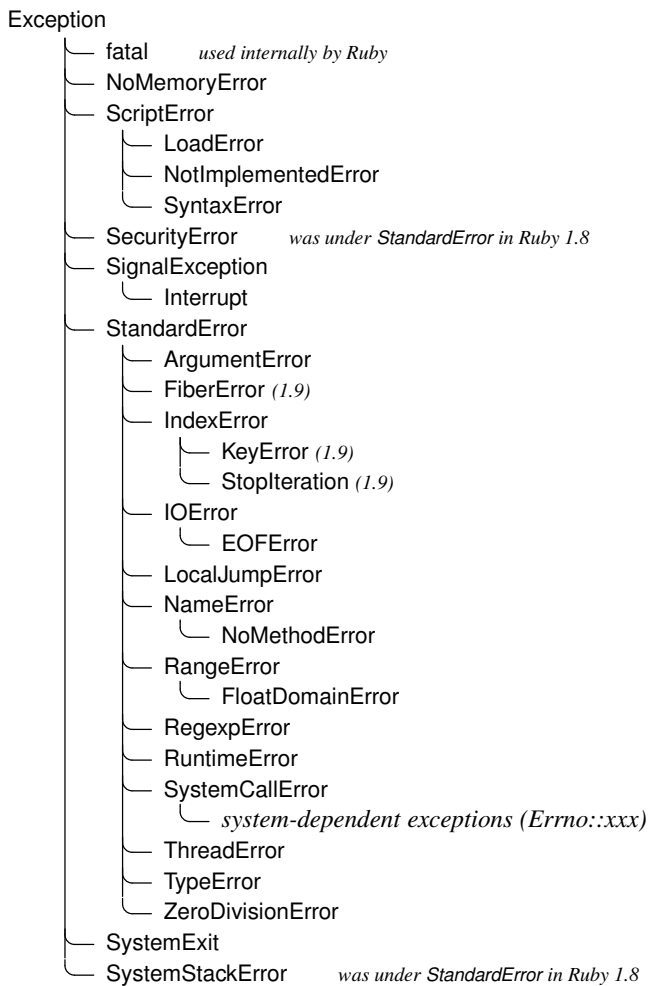 Exception
fatal used internally by Ruby
NoMemoryError
ScriptError
LoadError
NotImplementedError
SyntaxError
SecurityError was under StandardError in Ruby 1.8
SignalException
Interrupt
StandardError
ArgumentError
FiberError (1.9)
IndexError
KeyError (1.9)
StopIteration (1.9)
IOError
EOFError
LocalJumpError
NameError
NoMethodError
RangeError
FloatDomainError
RegexpError
RuntimeError
SystemCallError
system-dependent exceptions (Errno::xxx)
ThreadError
TypeError
ZeroDivisionError
SystemExit
SystemStackError was under StandardError in Ruby 1.8